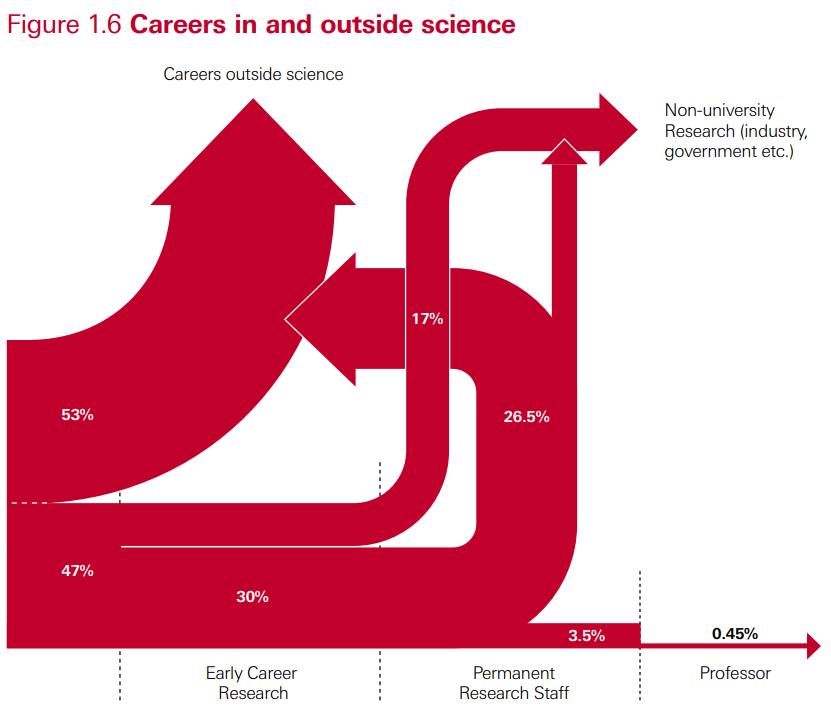 Figure 1.6 Careers in and outside science
Careers outside science
Non-university
Research (industry,
government etc.)
17%
53%
26.5%
47%
30%
3.5%
0.45%
Early Career
Research
Permanent
Research Staff
Professor